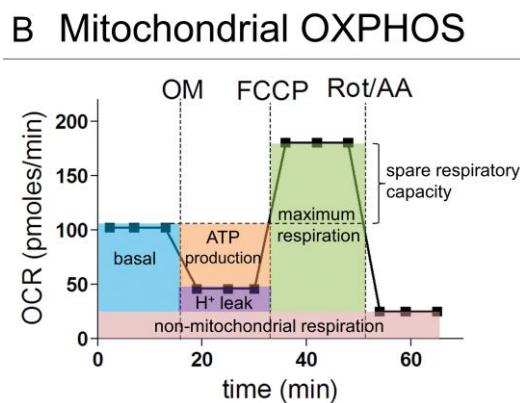 B Mitochondrial OXPHOS
OM FCCP Rot/AA
200
150
100
50
0
OCR (pmoles/min)
basal
ATP
production
H⁺ leak
maximum
respiration
spare respiratory
capacity
non-mitochondrial respiration
0 20 40 60
time (min)